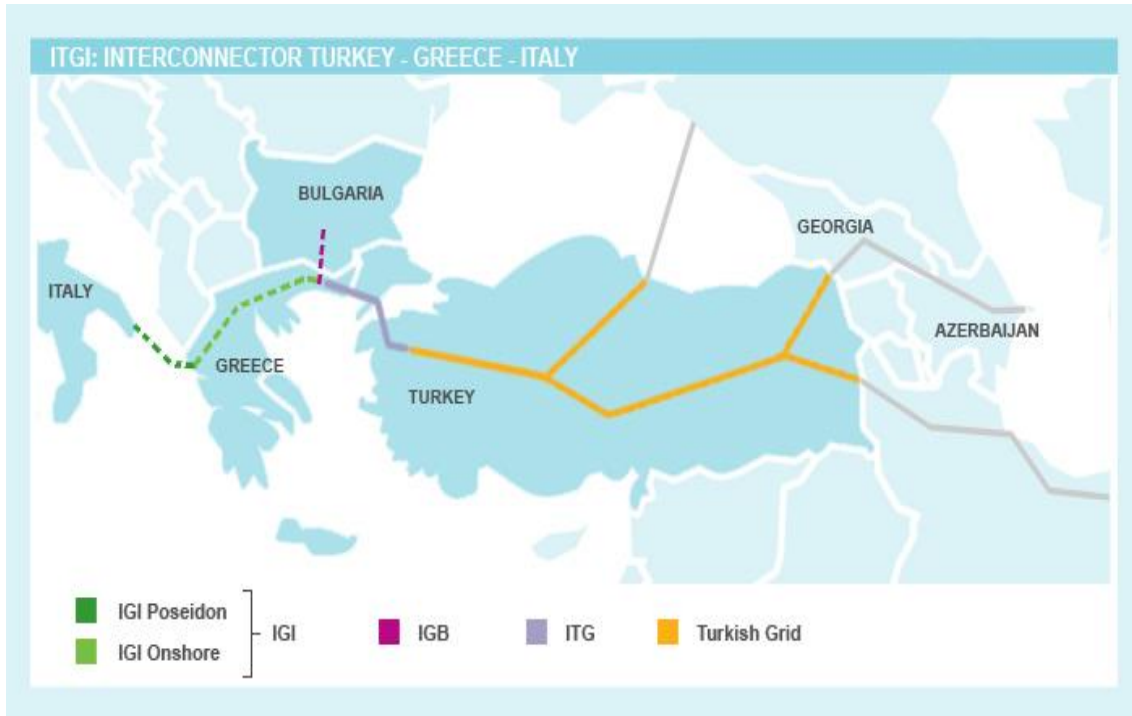 ITGI: INTERCONNECTOR TURKEY - GREECE - ITALY
BULGARIA
GEORGIA
ITALY
AZERBAIJAN
GREECE
TURKEY
IGI Poseidon
IGI Onshore
IGI
IGB
ITG
Turkish Grid